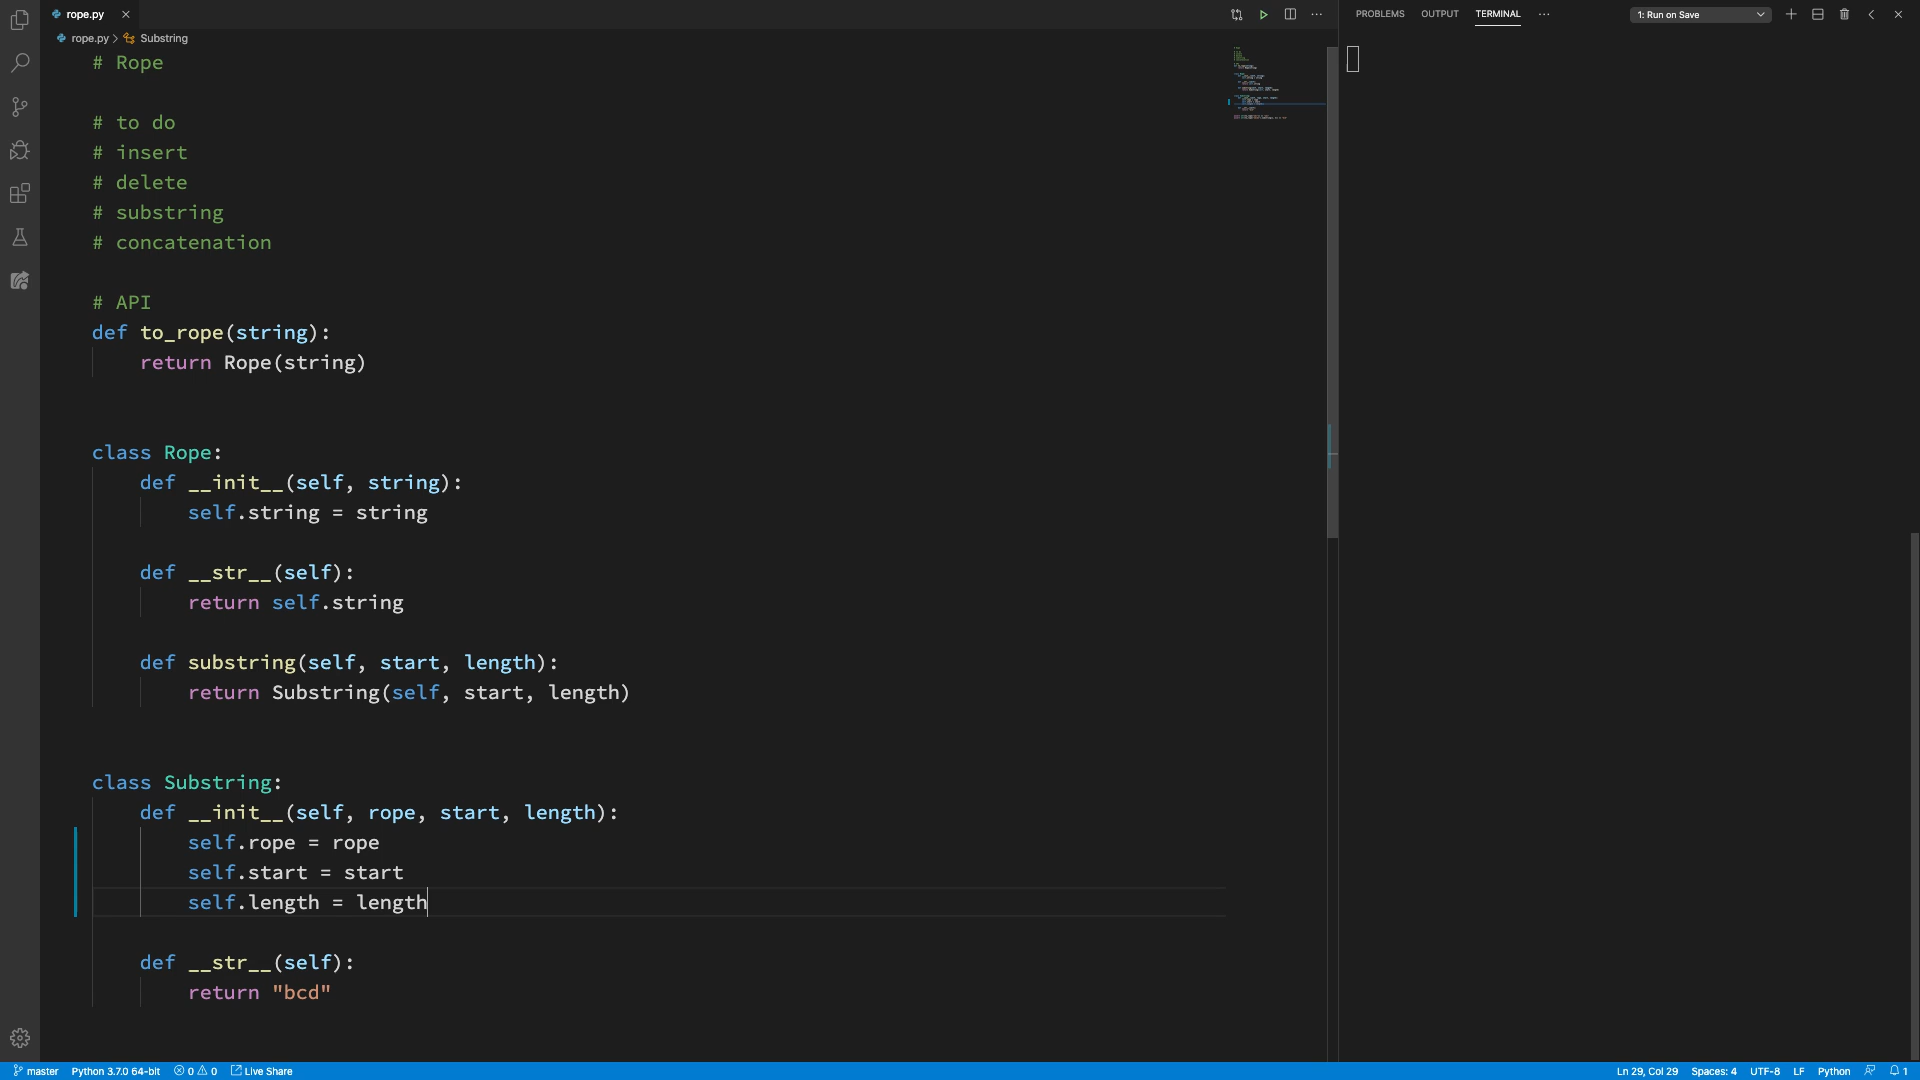 rope.py
PROBLEMS OUTPUT TERMINAL
1: Run on Save
rope.py > Substring
# Rope
# to do
# insert
# delete
# substring
# concatenation
# API
def to_rope(string):
    return Rope(string)
class Rope:
    def __init__(self, string):
        self.string = string
    def __str__(self):
        return self.string
    def substring(self, start, length):
        return Substring(self, start, length)
class Substring:
    def __init__(self, rope, start, length):
        self.rope = rope
        self.start = start
        self.length = length
    def __str__(self):
        return "bcd"
master Python 3.7.0 64-bit 0 0 Live Share Ln 29, Col 29 Spaces: 4 UTF-8 LF Python 1